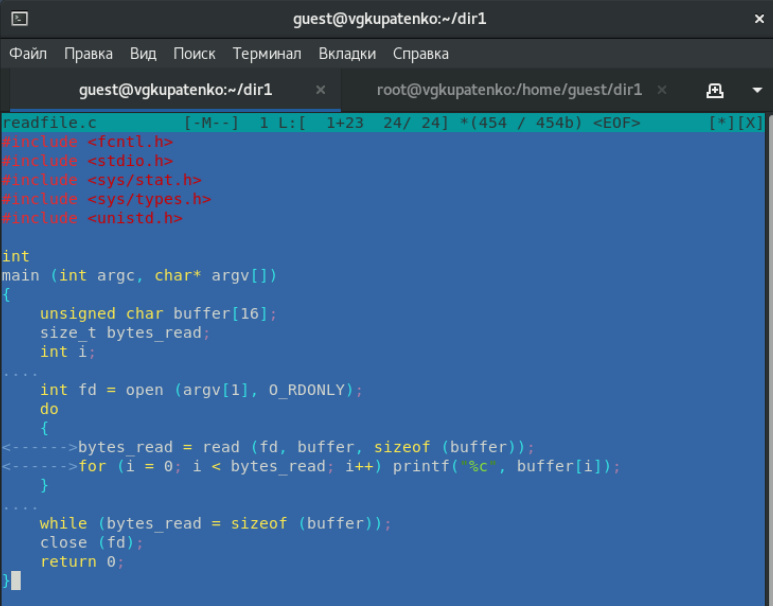 guest@vgkupatenko:~/dir1 ×
Файл Правка Вид Поиск Терминал Вкладки Справка
guest@vgkupatenko:~/dir1 × root@vgkupatenko:/home/guest/dir1 ×
readfile.c [-M--] 1 L:[ 1+23 24/ 24] *(454 / 454b) <EOF> [*][X]
#include <fcntl.h>
#include <stdio.h>
#include <sys/stat.h>
#include <sys/types.h>
#include <unistd.h>
int
main (int argc, char* argv[])
{
unsigned char buffer[16];
size_t bytes_read;
int i;
....
int fd = open (argv[1], O_RDONLY);
do
{
<------>bytes_read = read (fd, buffer, sizeof (buffer));
<------>for (i = 0; i < bytes_read; i++) printf("%c", buffer[i]);
}
....
while (bytes_read = sizeof (buffer));
close (fd);
return 0;
}